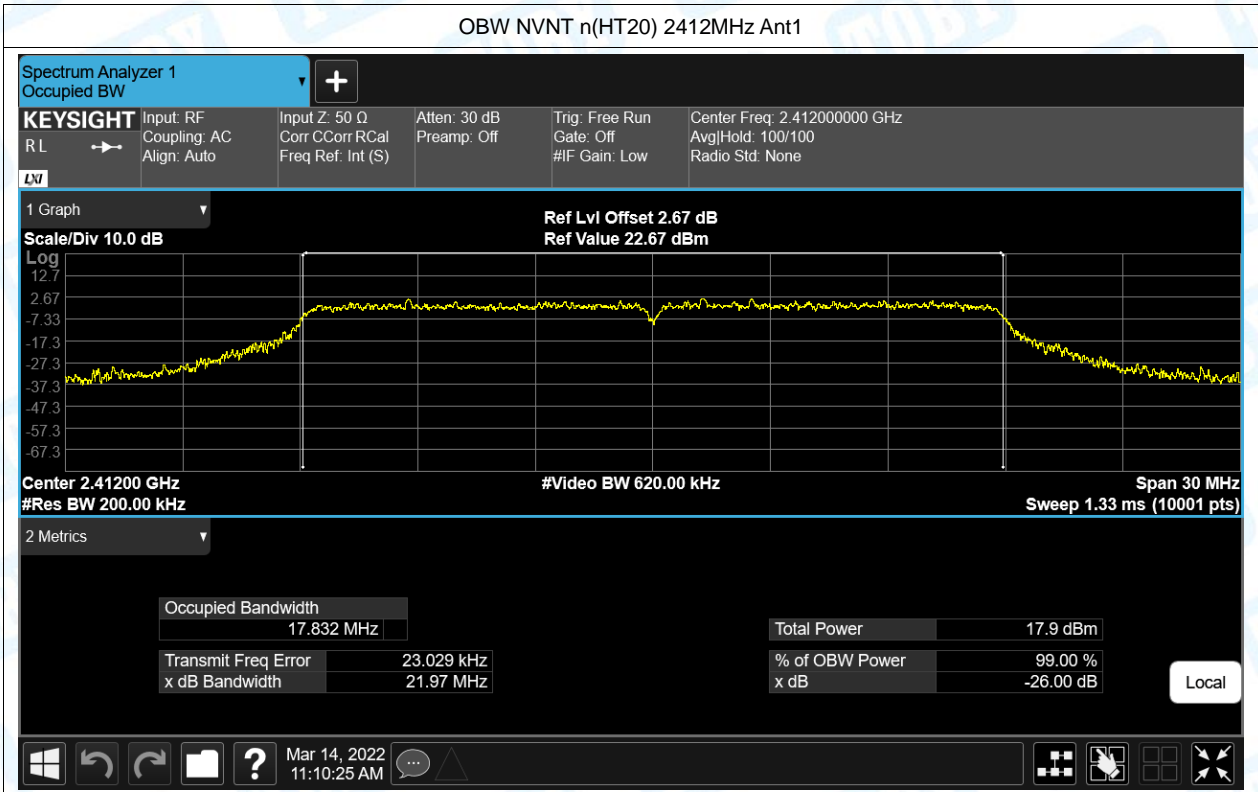 OBW NVNT n(HT20) 2412MHz Ant1
Spectrum Analyzer 1
Occupied BW
KEYSIGHT
RL
LXI
Input: RF
Coupling: AC
Align: Auto
Input Z: 50 Ω
Corr CCorr RCal
Freq Ref: Int (S)
Atten: 30 dB
Preamp: Off
Trig: Free Run
Gate: Off
#IF Gain: Low
Center Freq: 2.412000000 GHz
Avg|Hold: 100/100
Radio Std: None
1 Graph
Scale/Div 10.0 dB
Ref Lvl Offset 2.67 dB
Ref Value 22.67 dBm
Log
12.7
2.67
-7.33
-17.3
-27.3
-37.3
-47.3
-57.3
-67.3
Center 2.41200 GHz
#Res BW 200.00 kHz
#Video BW 620.00 kHz
Span 30 MHz
Sweep 1.33 ms (10001 pts)
2 Metrics
Occupied Bandwidth
17.832 MHz
Total Power 17.9 dBm
Transmit Freq Error 23.029 kHz
% of OBW Power 99.00 %
x dB Bandwidth 21.97 MHz
x dB -26.00 dB
Local
?
Mar 14, 2022
11:10:25 AM